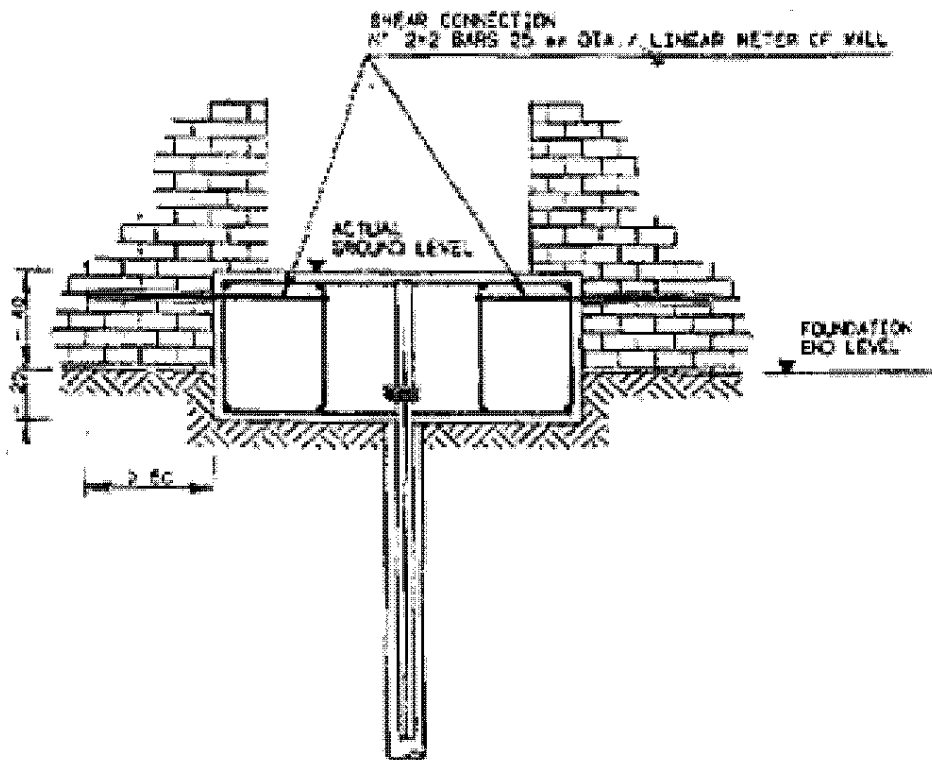 SHEAR CONNECTION
N° 2+2 BARS 25 mm DIA. / LINEAR METER OF WALL
ACTUAL
GROUND LEVEL
FOUNDATION
END LEVEL